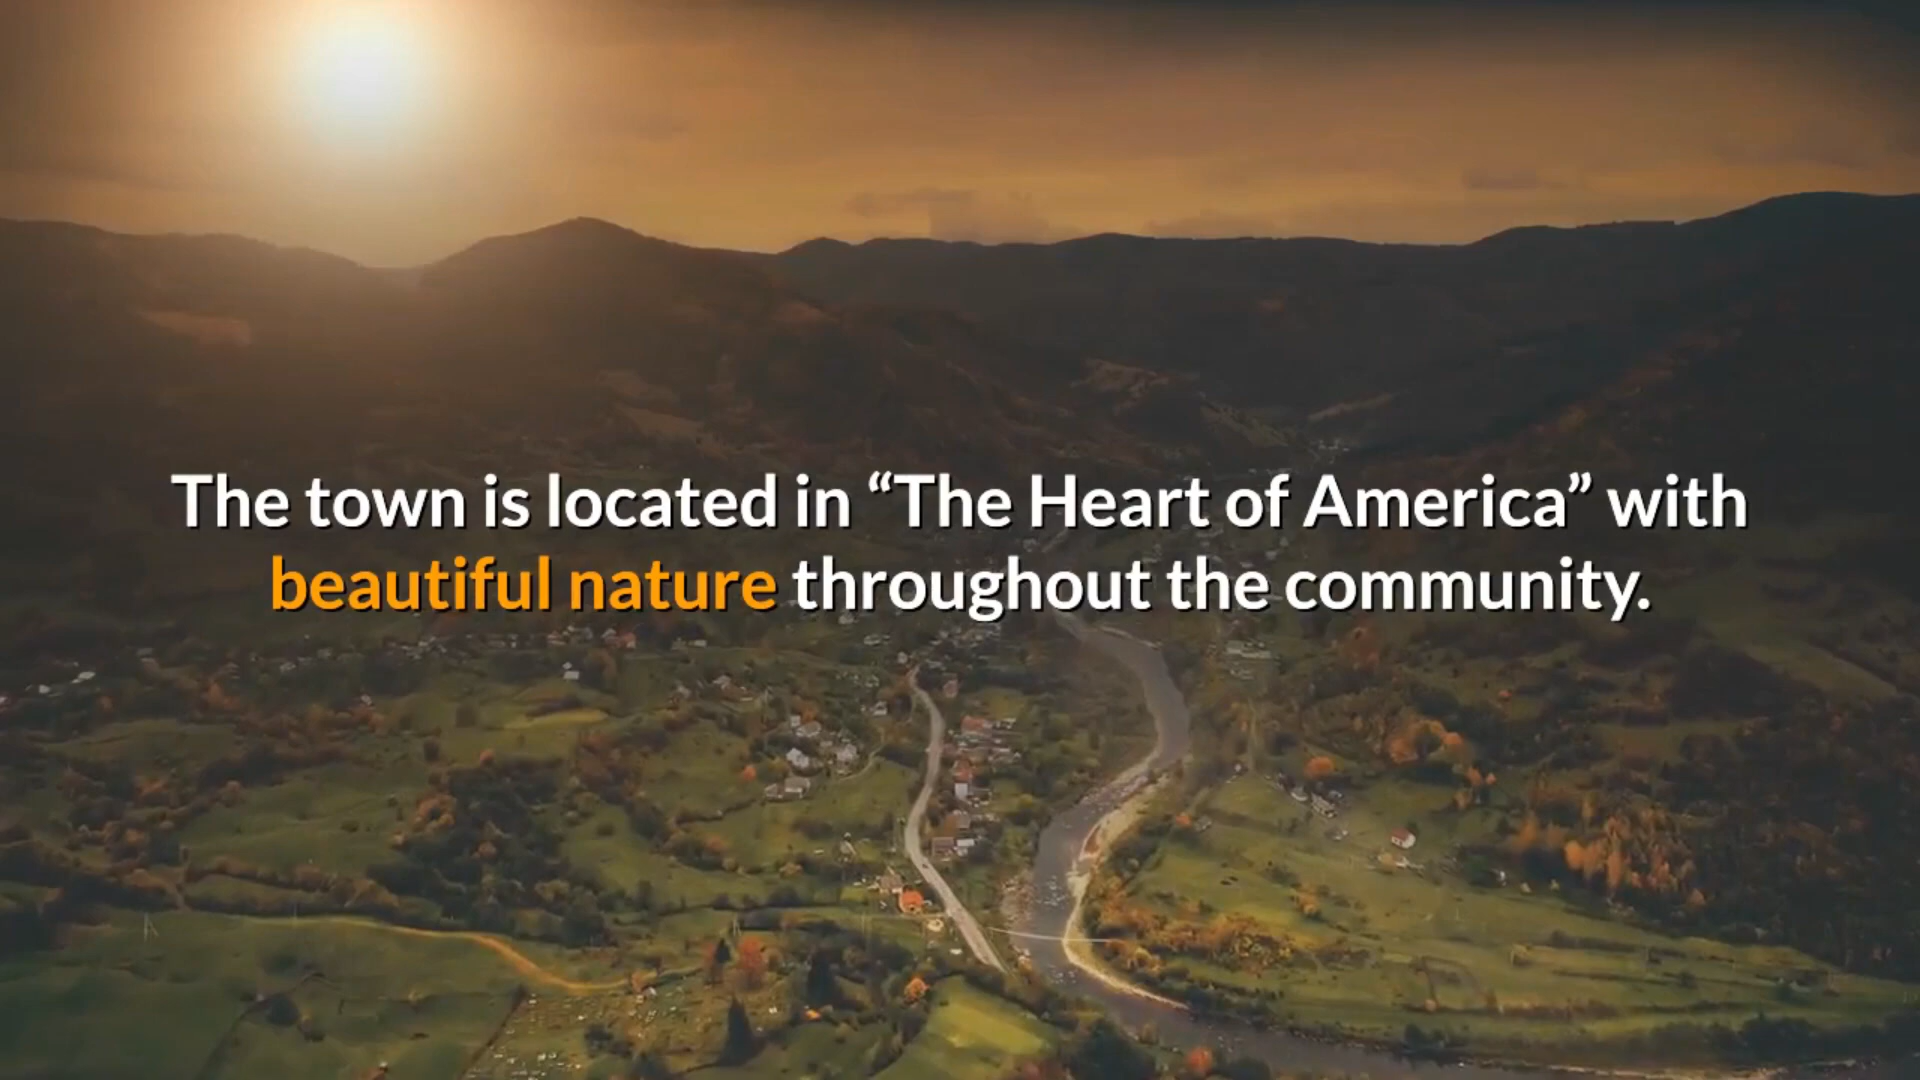 The town is located in “The Heart of America” with
beautiful nature throughout the community.